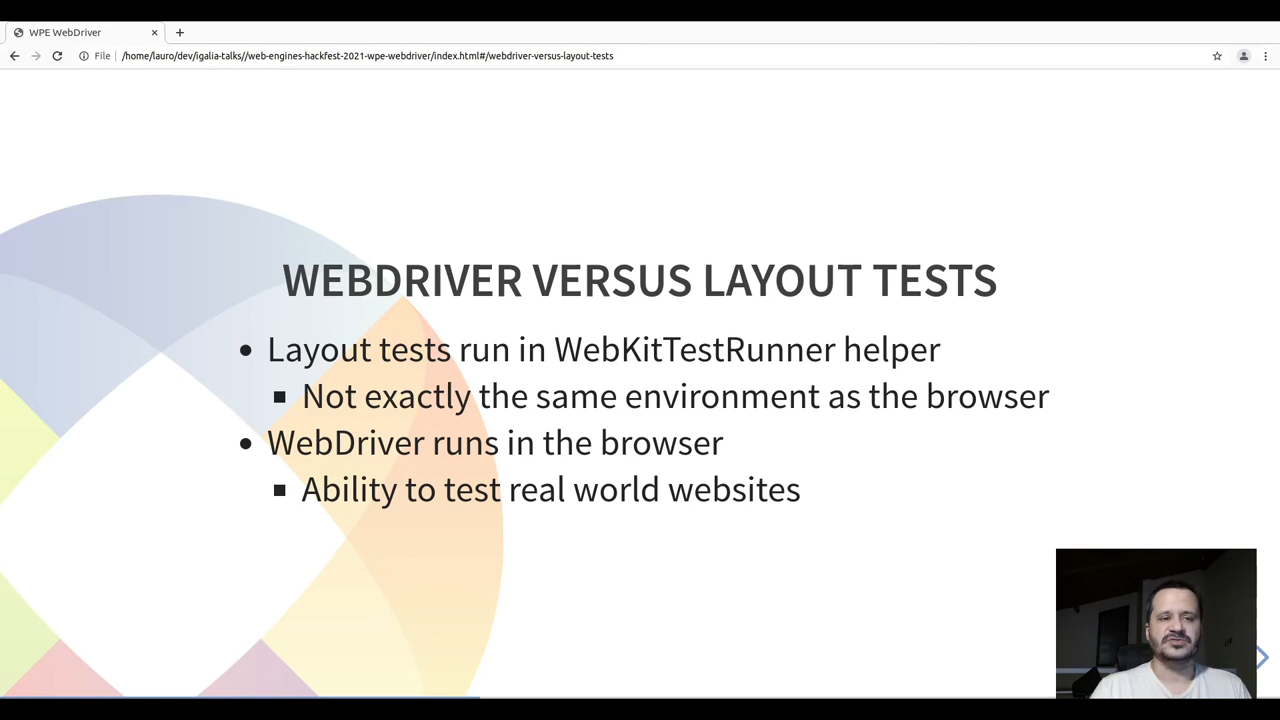 WPE WebDriver
File
/home/lauro/dev/igalia-talks//web-engines-hackfest-2021-wpe-webdriver/index.html#/webdriver-versus-layout-tests
WEBDRIVER VERSUS LAYOUT TESTS
Layout tests run in WebKitTestRunner helper
Not exactly the same environment as the browser
WebDriver runs in the browser
Ability to test real world websites